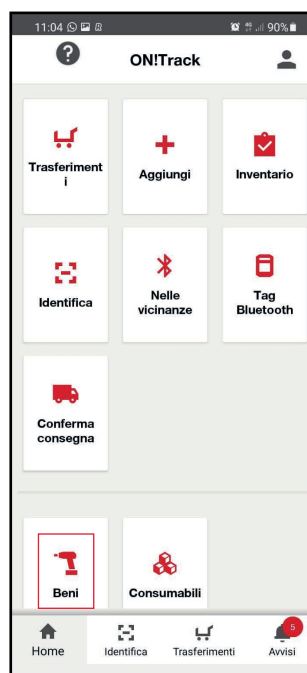 11:04 90%
ON!Track
Trasferiment
i
Aggiungi
Inventario
Identifica
Nelle
vicinanze
Tag
Bluetooth
Conferma
consegna
Beni
Consumabili
5
Home Identifica Trasferimenti Avvisi